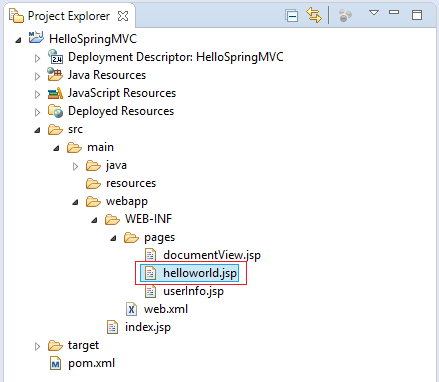 Project Explorer
HelloSpringMVC
Deployment Descriptor: HelloSpringMVC
Java Resources
JavaScript Resources
Deployed Resources
src
main
java
resources
webapp
WEB-INF
pages
documentView.jsp
helloworld.jsp
userInfo.jsp
web.xml
index.jsp
target
pom.xml